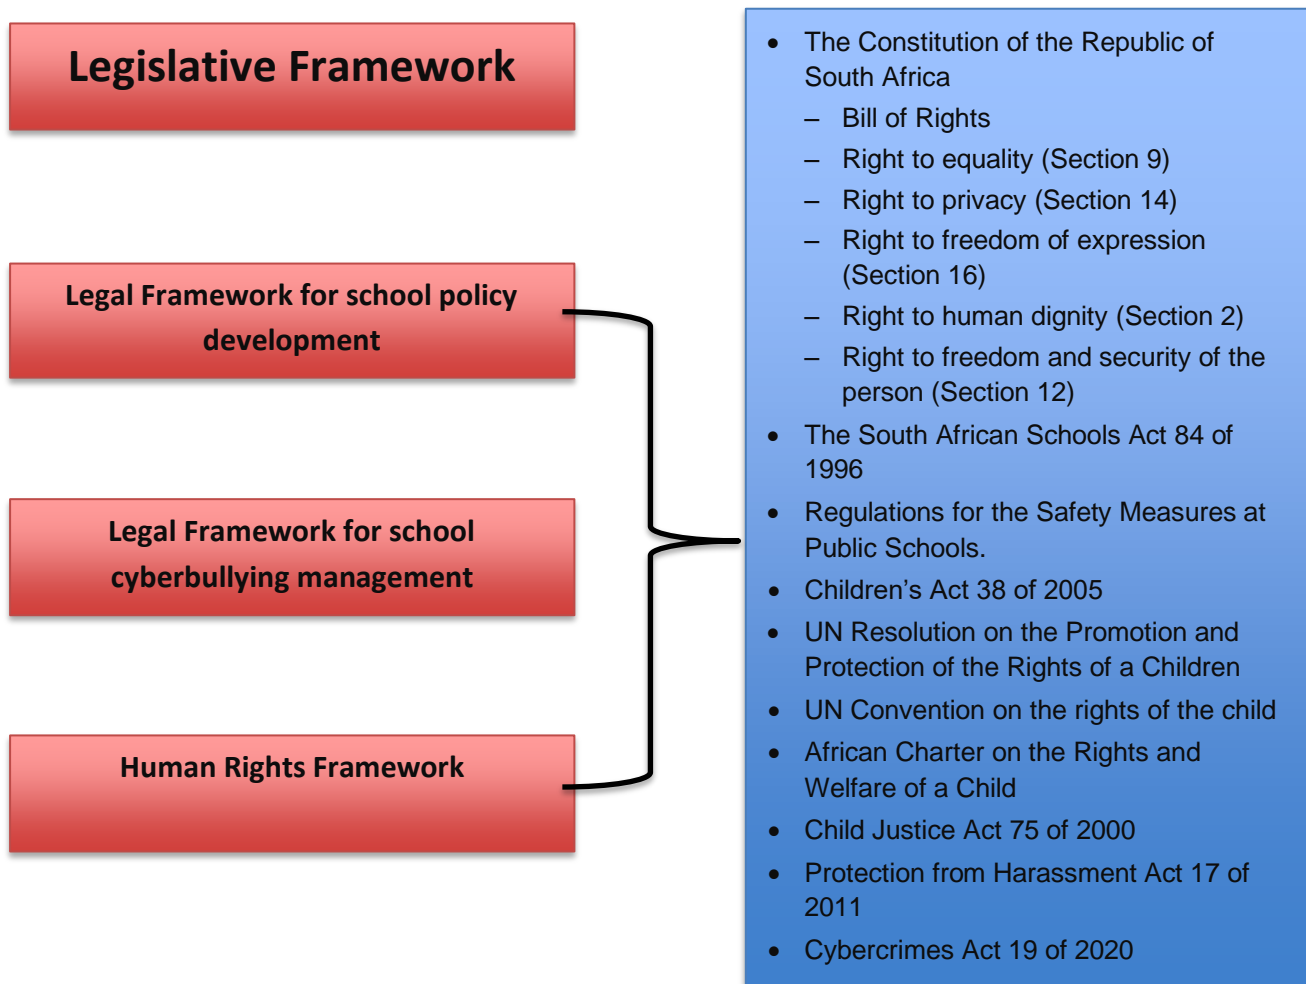 Legislative Framework
Legal Framework for school policy
development
Legal Framework for school
cyberbullying management
Human Rights Framework
• The Constitution of the Republic of
South Africa
– Bill of Rights
– Right to equality (Section 9)
– Right to privacy (Section 14)
– Right to freedom of expression
(Section 16)
– Right to human dignity (Section 2)
– Right to freedom and security of the
person (Section 12)
• The South African Schools Act 84 of
1996
• Regulations for the Safety Measures at
Public Schools.
• Children’s Act 38 of 2005
• UN Resolution on the Promotion and
Protection of the Rights of a Children
• UN Convention on the rights of the child
• African Charter on the Rights and
Welfare of a Child
• Child Justice Act 75 of 2000
• Protection from Harassment Act 17 of
2011
• Cybercrimes Act 19 of 2020